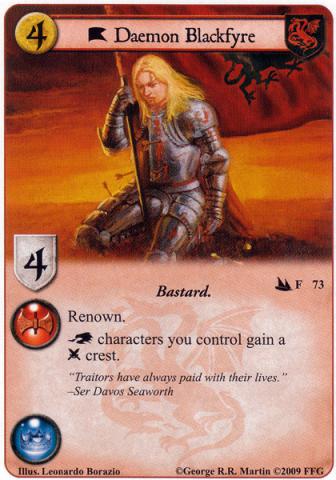 4
Daemon Blackfyre
4
F 73
Bastard.
Renown.
characters you control gain a
crest.
"Traitors have always paid with their lives."
–Ser Davos Seaworth
Illus. Leonardo Borazio ©George R.R. Martin ©2009 FFG